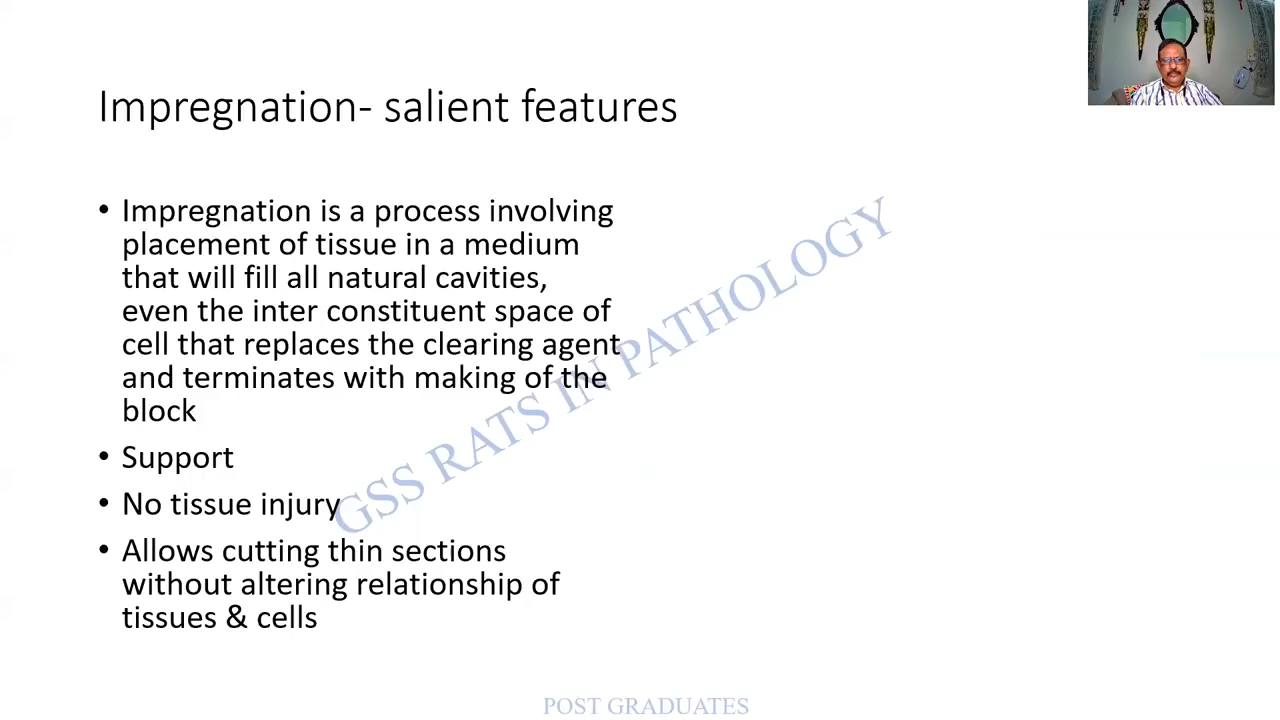 Impregnation- salient features
• Impregnation is a process involving
placement of tissue in a medium
that will fill all natural cavities,
even the inter constituent space of
cell that replaces the clearing agent
and terminates with making of the
block
• Support
• No tissue injury
• Allows cutting thin sections
without altering relationship of
tissues & cells
GSS RATS IN PATHOLOGY
POST GRADUATES